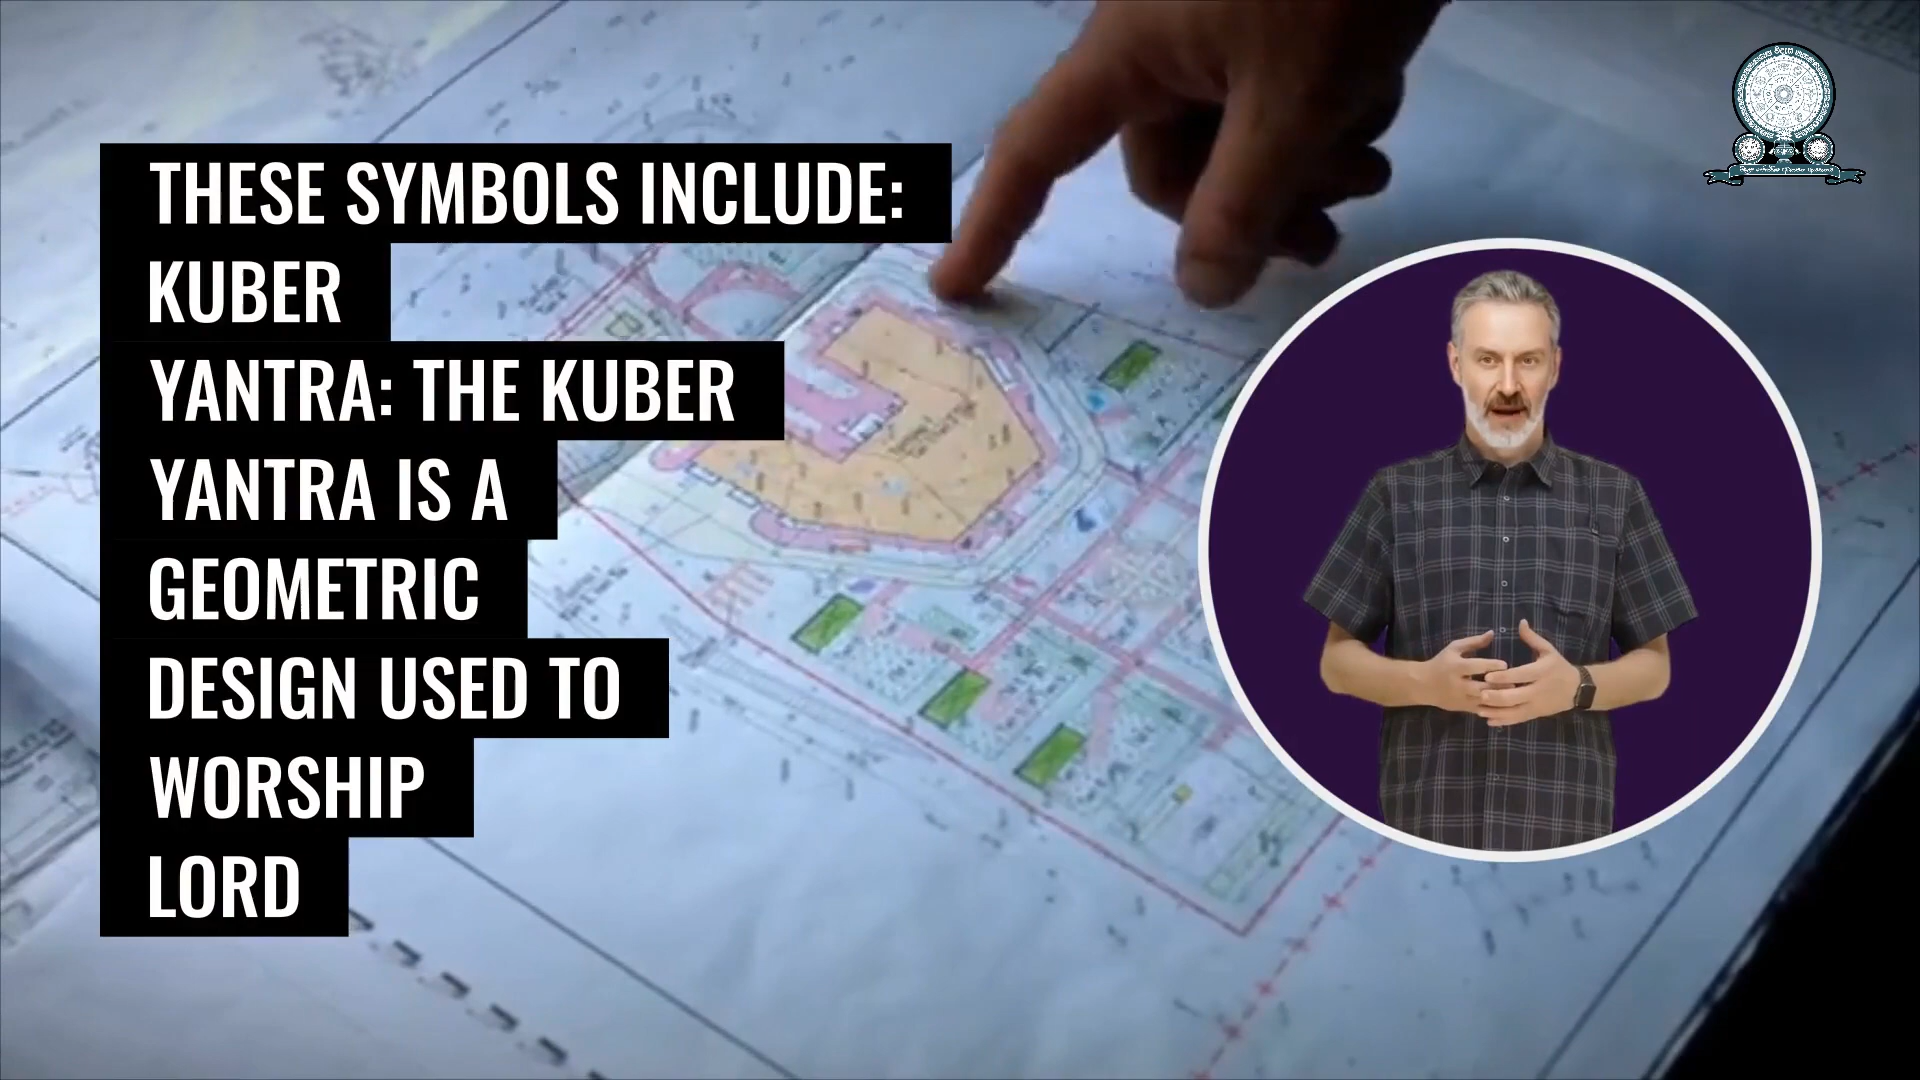 THESE SYMBOLS INCLUDE:
KUBER
YANTRA: THE KUBER
YANTRA IS A
GEOMETRIC
DESIGN USED TO
WORSHIP
LORD